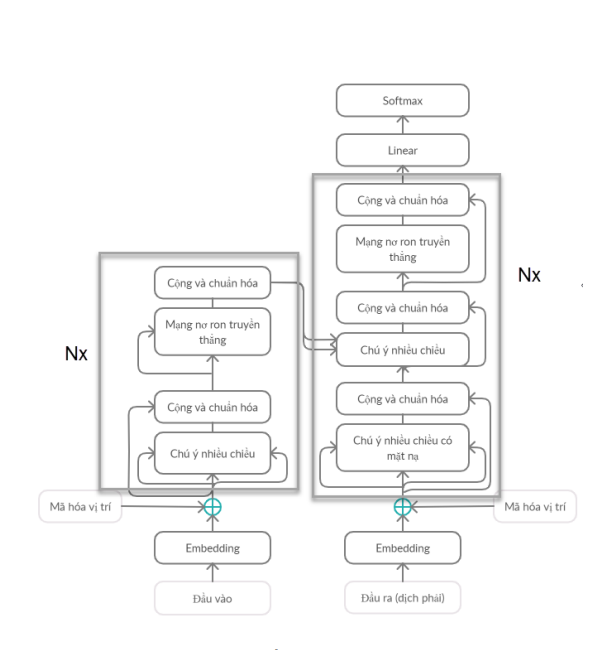 Softmax
Linear
Cộng và chuẩn hóa
Mạng nơ ron truyền
thẳng
Nx
Cộng và chuẩn hóa
Chú ý nhiều chiều
Cộng và chuẩn hóa
Chú ý nhiều chiều có
mặt nạ
Cộng và chuẩn hóa
Mạng nơ ron truyền
thẳng
Nx
Cộng và chuẩn hóa
Chú ý nhiều chiều
Mã hóa vị trí
Mã hóa vị trí
Embedding
Embedding
Đầu vào
Đầu ra (dịch phải)